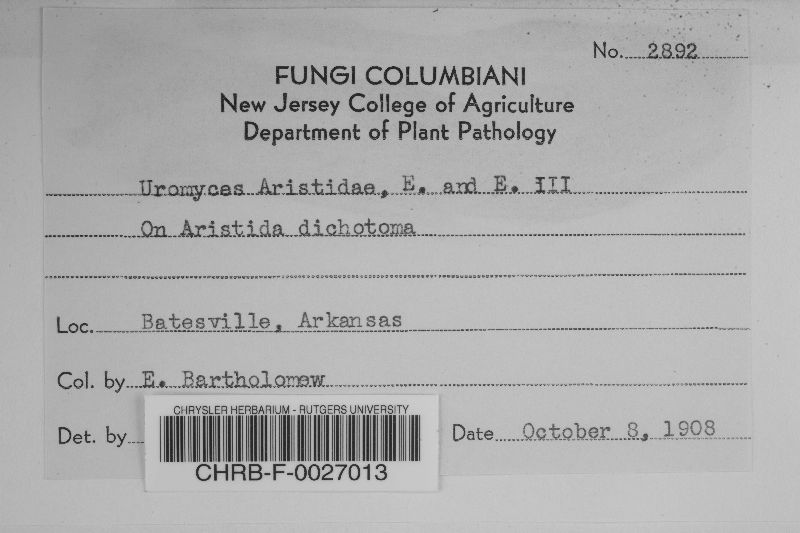 No. 2892
FUNGI COLUMBIANI
New Jersey College of Agriculture
Department of Plant Pathology
Uromyces Aristidae, E. and E. III
On Aristida dichotoma
Loc. Batesville, Arkansas
Col. by E. Bartholomew
Det. by
Date October 8, 1908
CHRYSLER HERBARIUM - RUTGERS UNIVERSITY
CHRB-F-0027013